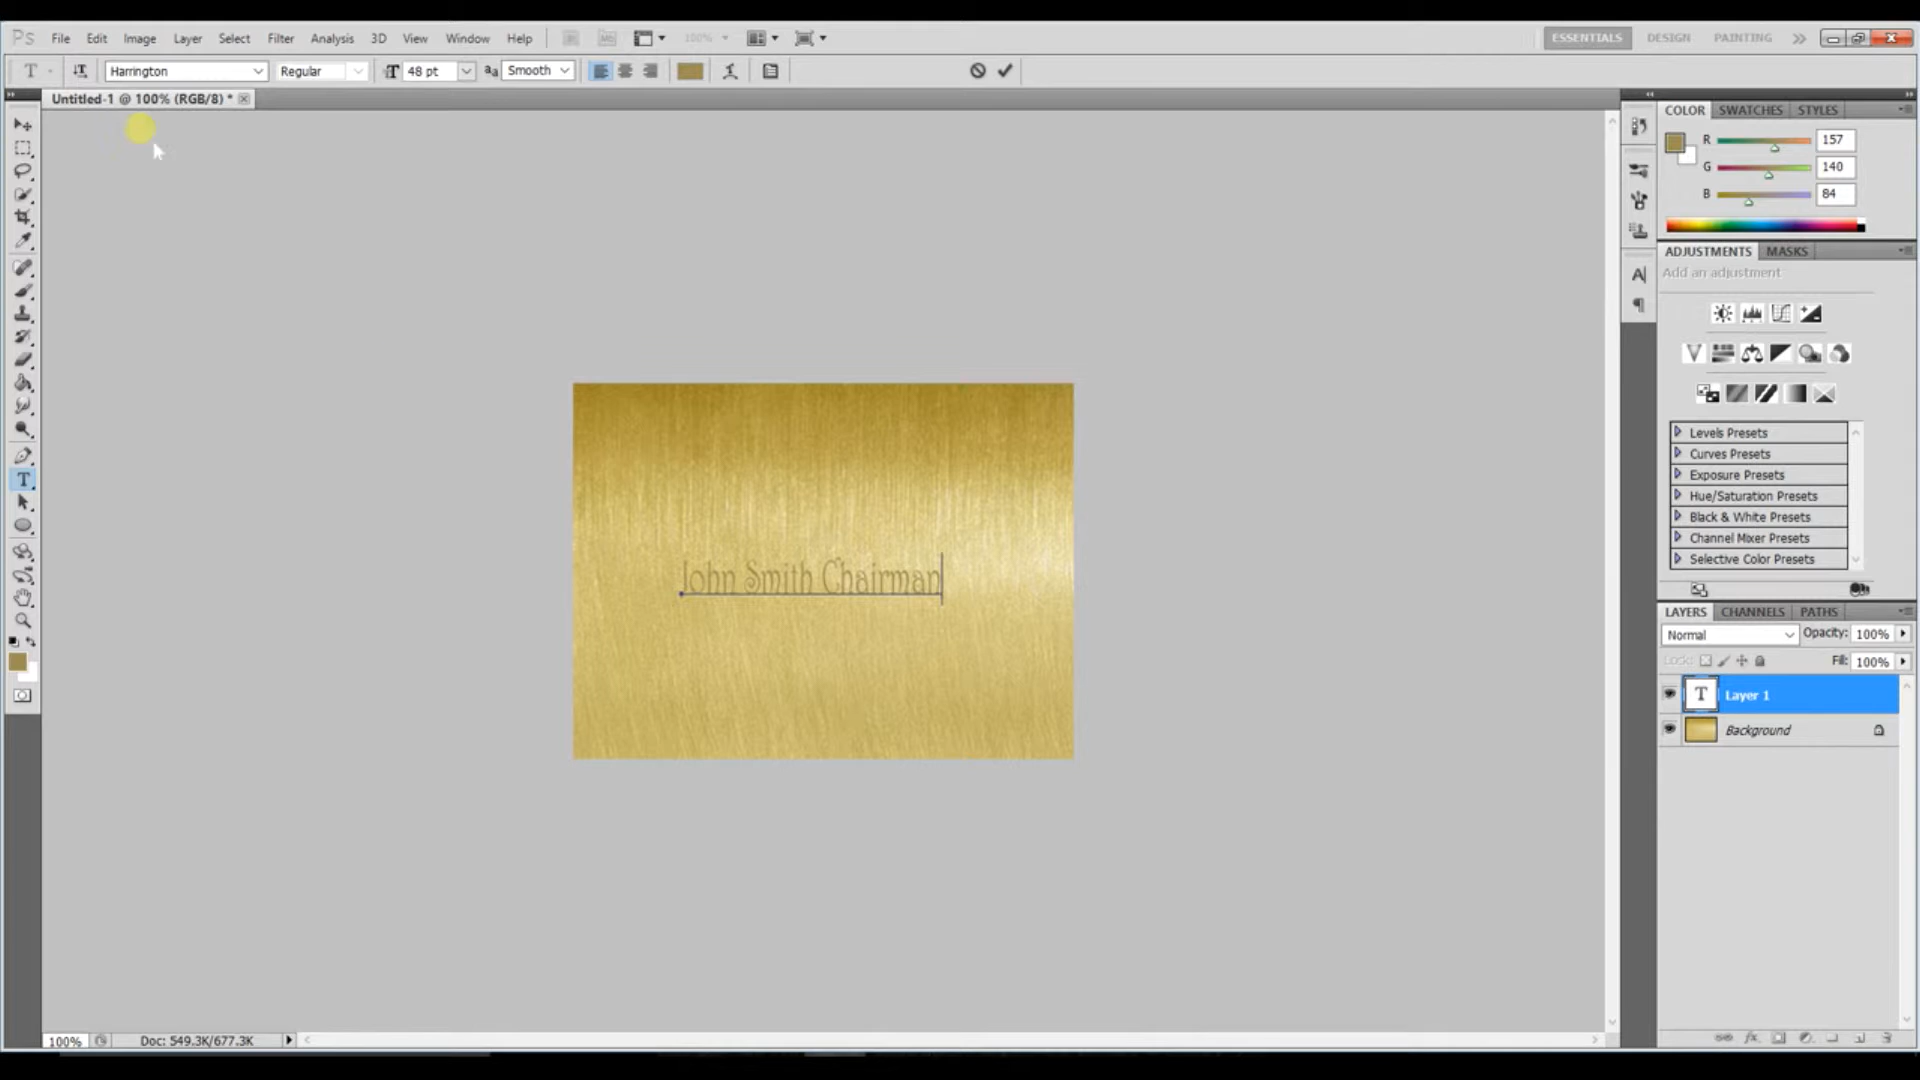 Ps File Edit Image Layer Select Filter Analysis 3D View Window Help Br Mb 100% ESSENTIALS DESIGN PAINTING
T Harrington Regular 48 pt aa Smooth
Untitled-1 @ 100% (RGB/8) *
COLOR SWATCHES STYLES
R 157
G 140
B 84
ADJUSTMENTS MASKS
Add an adjustment
Levels Presets
Curves Presets
Exposure Presets
Hue/Saturation Presets
Black & White Presets
Channel Mixer Presets
Selective Color Presets
John Smith Chairman
LAYERS CHANNELS PATHS
Normal Opacity: 100%
Lock: Fill: 100%
T Layer 1
Background
100% Doc: 549.3K/677.3K